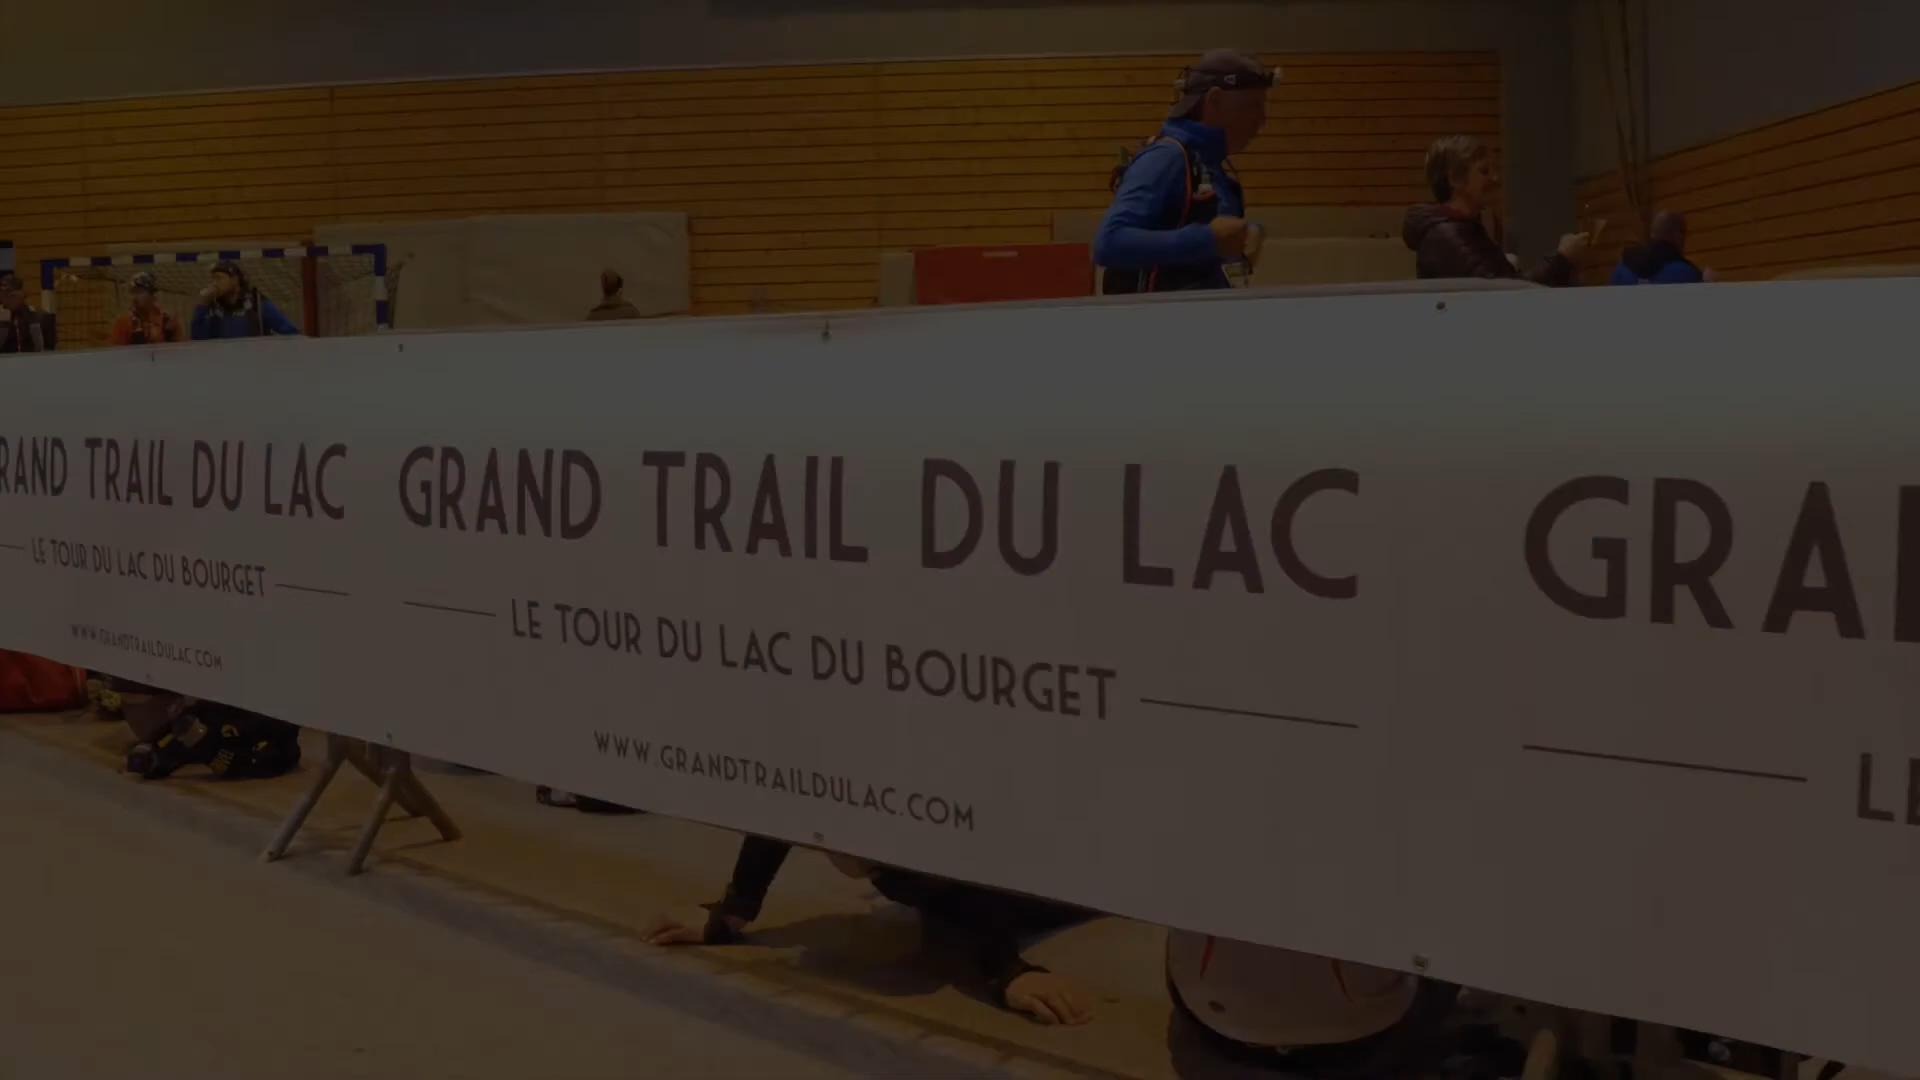 RAND TRAIL DU LAC
LE TOUR DU LAC DU BOURGET
WWW.GRANDTRAILDULAC.COM
GRAND TRAIL DU LAC
LE TOUR DU LAC DU BOURGET
WWW.GRANDTRAILDULAC.COM
GRA
LE